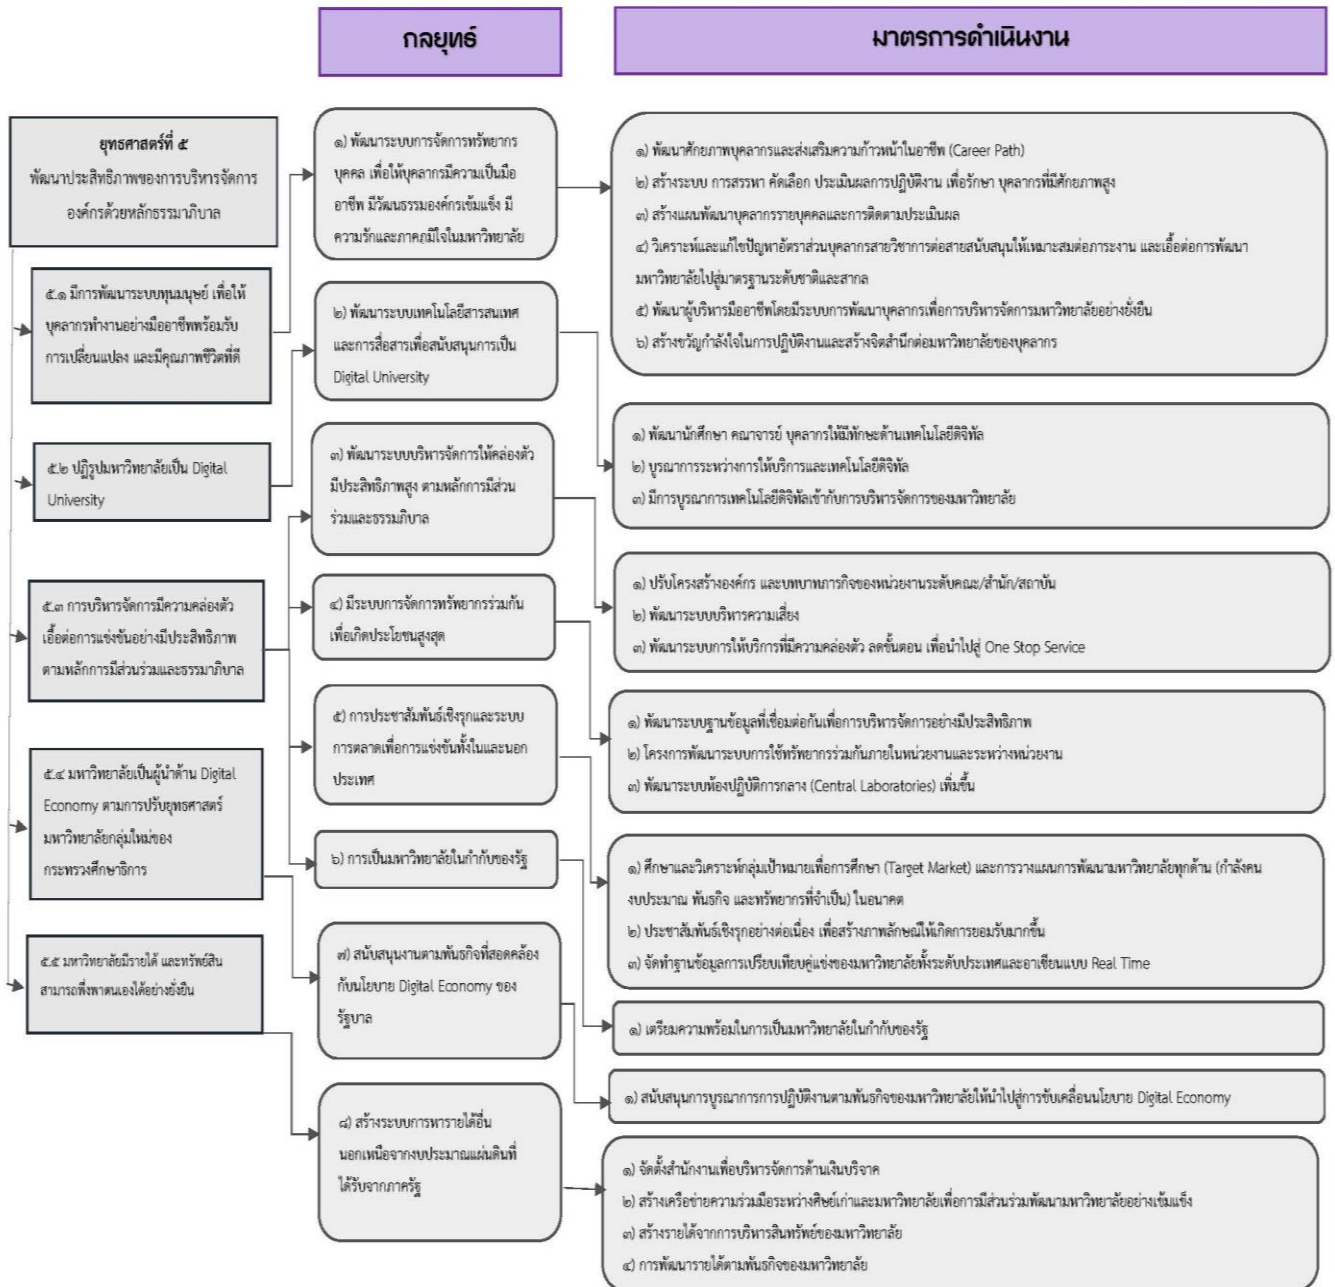 กลยุทธ์
มาตรการดำเนินงาน
ยุทธศาสตร์ที่ ๕
พัฒนาประสิทธิภาพของการบริหารจัดการ
องค์กรด้วยหลักธรรมาภิบาล
๕.๑ มีการพัฒนาระบบทุนมนุษย์ เพื่อให้
บุคลากรทำงานอย่างมืออาชีพพร้อมรับ
การเปลี่ยนแปลง และมีคุณภาพชีวิตที่ดี
๕.๒ ปฏิรูปมหาวิทยาลัยเป็น Digital
University
๕.๓ การบริหารจัดการมีความคล่องตัว
เอื้อต่อการแข่งขันอย่างมีประสิทธิภาพ
ตามหลักการมีส่วนร่วมและธรรมาภิบาล
๕.๔ มหาวิทยาลัยเป็นผู้นำด้าน Digital
Economy ตามการปรับยุทธศาสตร์
มหาวิทยาลัยกลุ่มใหม่ของ
กระทรวงศึกษาธิการ
๕.๕ มหาวิทยาลัยมีรายได้ และทรัพย์สิน
สามารถพึ่งพาตนเองได้อย่างยั่งยืน
๑) พัฒนาระบบการจัดการทรัพยากร
บุคคล เพื่อให้บุคลากรมีความเป็นมือ
อาชีพ มีวัฒนธรรมองค์กรเข้มแข็ง มี
ความรักและภาคภูมิใจในมหาวิทยาลัย
๒) พัฒนาระบบเทคโนโลยีสารสนเทศ
และการสื่อสารเพื่อสนับสนุนการเป็น
Digital University
๓) พัฒนาระบบบริหารจัดการให้คล่องตัว
มีประสิทธิภาพสูง ตามหลักการมีส่วน
ร่วมและธรรมภิบาล
๔) มีระบบการจัดการทรัพยากรร่วมกัน
เพื่อเกิดประโยชนสูงสุด
๕) การประชาสัมพันธ์เชิงรุกและระบบ
การตลาดเพื่อการแข่งขันทั้งในและนอก
ประเทศ
๖) การเป็นมหาวิทยาลัยในกำกับของรัฐ
๗) สนับสนุนงานตามพันธกิจที่สอดคล้อง
กับนโยบาย Digital Economy ของ
รัฐบาล
๘) สร้างระบบการหารายได้อื่น
นอกเหนือจากงบประมาณแผ่นดินที่
ได้รับจากภาครัฐ
๑) พัฒนาศักยภาพบุคลากรและส่งเสริมความก้าวหน้าในอาชีพ (Career Path)
๒) สร้างระบบ การสรรหา คัดเลือก ประเมินผลการปฏิบัติงาน เพื่อรักษา บุคลากรที่มีศักยภาพสูง
๓) สร้างแผนพัฒนาบุคลากรรายบุคคลและการติดตามประเมินผล
๔) วิเคราะห์และแก้ไขปัญหาอัตราส่วนบุคลากรสายวิชาการต่อสายสนับสนุนให้เหมาะสมต่อภาระงาน และเอื้อต่อการพัฒนา
มหาวิทยาลัยไปสู่มาตรฐานระดับชาติและสากล
๕) พัฒนาผู้บริหารมืออาชีพโดยมีระบบการพัฒนาบุคลากรเพื่อการบริหารจัดการมหาวิทยาลัยอย่างยั่งยืน
๖) สร้างขวัญกำลังใจในการปฏิบัติงานและสร้างจิตสำนึกต่อมหาวิทยาลัยของบุคลากร
๑) พัฒนานักศึกษา คณาจารย์ บุคลากรให้มีทักษะด้านเทคโนโลยีดิจิทัล
๒) บูรณาการระหว่างการให้บริการและเทคโนโลยีดิจิทัล
๓) มีการบูรณาการเทคโนโลยีดิจิทัลเข้ากับการบริหารจัดการของมหาวิทยาลัย
๑) ปรับโครงสร้างองค์กร และบทบาทภารกิจของหน่วยงานระดับคณะ/สำนัก/สถาบัน
๒) พัฒนาระบบบริหารความเสี่ยง
๓) พัฒนาระบบการให้บริการที่มีความคล่องตัว ลดขั้นตอน เพื่อนำไปสู่ One Stop Service
๑) พัฒนาระบบฐานข้อมูลที่เชื่อมต่อกันเพื่อการบริหารจัดการอย่างมีประสิทธิภาพ
๒) โครงการพัฒนาระบบการใช้ทรัพยากรร่วมกันภายในหน่วยงานและระหว่างหน่วยงาน
๓) พัฒนาระบบห้องปฏิบัติการกลาง (Central Laboratories) เพิ่มขึ้น
๑) ศึกษาและวิเคราะห์กลุ่มเป้าหมายเพื่อการศึกษา (Target Market) และการวางแผนการพัฒนามหาวิทยาลัยทุกด้าน (กำลังคน
งบประมาณ พันธกิจ และทรัพยากรที่จำเป็น) ในอนาคต
๒) ประชาสัมพันธ์เชิงรุกอย่างต่อเนื่อง เพื่อสร้างภาพลักษณ์ให้เกิดการยอมรับมากขึ้น
๓) จัดทำฐานข้อมูลการเปรียบเทียบคู่แข่งของมหาวิทยาลัยทั้งระดับประเทศและอาเซียนแบบ Real Time
๑) เตรียมความพร้อมในการเป็นมหาวิทยาลัยในกำกับของรัฐ
๑) สนับสนุนการบูรณาการการปฏิบัติงานตามพันธกิจของมหาวิทยาลัยให้นำไปสู่การขับเคลื่อนนโยบาย Digital Economy
๑) จัดตั้งสำนักงานเพื่อบริหารจัดการด้านเงินบริจาค
๒) สร้างเครือข่ายความร่วมมือระหว่างศิษย์เก่าและมหาวิทยาลัยเพื่อการมีส่วนร่วมพัฒนามหาวิทยาลัยอย่างเข้มแข็ง
๓) สร้างรายได้จากการบริหารสินทรัพย์ของมหาวิทยาลัย
๔) การพัฒนารายได้ตามพันธกิจของมหาวิทยาลัย